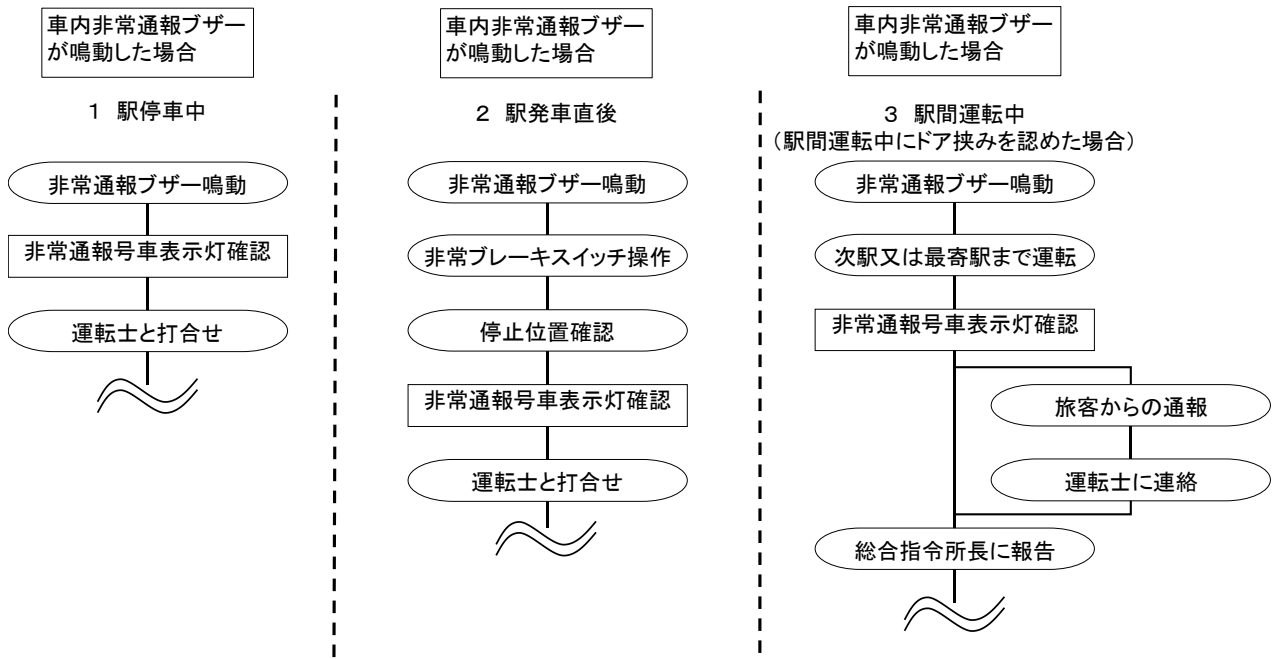 車内非常通報ブザー
が鳴動した場合
1 駅停車中
非常通報ブザー鳴動
非常通報号車表示灯確認
運転士と打合せ
車内非常通報ブザー
が鳴動した場合
2 駅発車直後
非常通報ブザー鳴動
非常ブレーキスイッチ操作
停止位置確認
非常通報号車表示灯確認
運転士と打合せ
車内非常通報ブザー
が鳴動した場合
3 駅間運転中
(駅間運転中にドア挟みを認めた場合)
非常通報ブザー鳴動
次駅又は最寄駅まで運転
非常通報号車表示灯確認
旅客からの通報
運転士に連絡
総合指令所長に報告